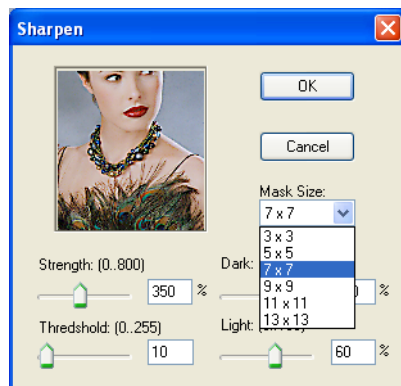 Sharpen
OK
Cancel
Mask Size:
7 x 7
3 x 3
5 x 5
7 x 7
9 x 9
11 x 11
13 x 13
Strength: (0..800)
350 %
Dark:
%
Thredshold: (0..255)
10
Light:
60 %